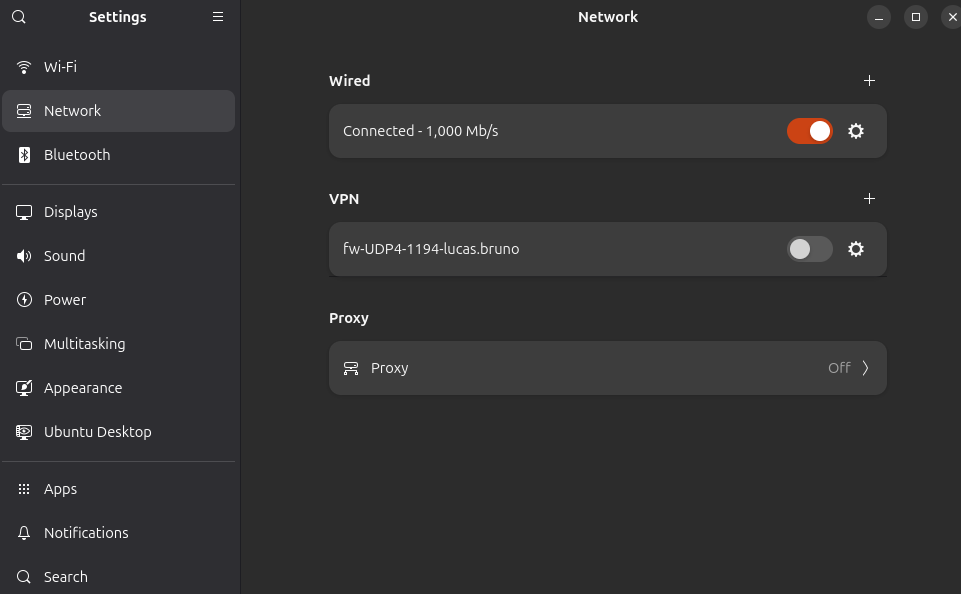 Settings
Network
Wi-Fi
Network
Bluetooth
Displays
Sound
Power
Multitasking
Appearance
Ubuntu Desktop
Apps
Notifications
Search
Wired
Connected - 1,000 Mb/s
VPN
fw-UDP4-1194-lucas.bruno
Proxy
Proxy Off